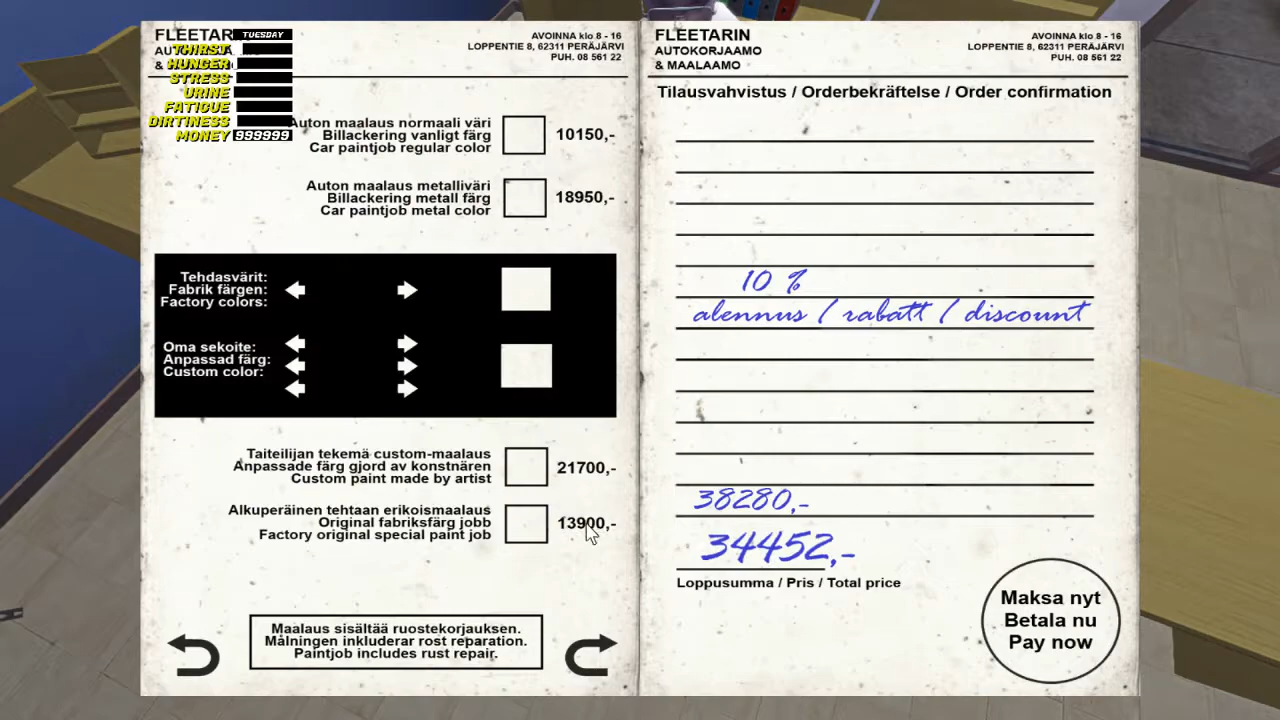 FLEETARIN
TUESDAY
AUT
& MAALAAMO
THIRST
HUNGER
STRESS
URINE
FATIGUE
DIRTINESS
MONEY 999999
AVOINNA klo 8 - 16
LOPPENTIE 8, 62311 PERÄJÄRVI
PUH. 08 561 22
Auton maalaus normaali väri
Billackering vanligt färg
Car paintjob regular color
10150,-
Auton maalaus metalliväri
Billackering metall färg
Car paintjob metal color
18950,-
Tehdasvärit:
Fabrik färgen:
Factory colors:
Oma sekoite:
Anpassad färg:
Custom color:
Taiteilijan tekemä custom-maalaus
Anpassade färg gjord av konstnären
Custom paint made by artist
21700,-
Alkuperäinen tehtaan erikoismaalaus
Original fabriksfärg jobb
Factory original special paint job
13900,-
Maalaus sisältää ruostekorjauksen.
Målningen inkluderar rost reparation.
Paintjob includes rust repair.
FLEETARIN
AUTOKORJAAMO
& MAALAAMO
AVOINNA klo 8 - 16
LOPPENTIE 8, 62311 PERÄJÄRVI
PUH. 08 561 22
Tilausvahvistus / Orderbekräftelse / Order confirmation
10 %
alennus / rabatt / discount
38280,-
34452,-
Loppusumma / Pris / Total price
Maksa nyt
Betala nu
Pay now